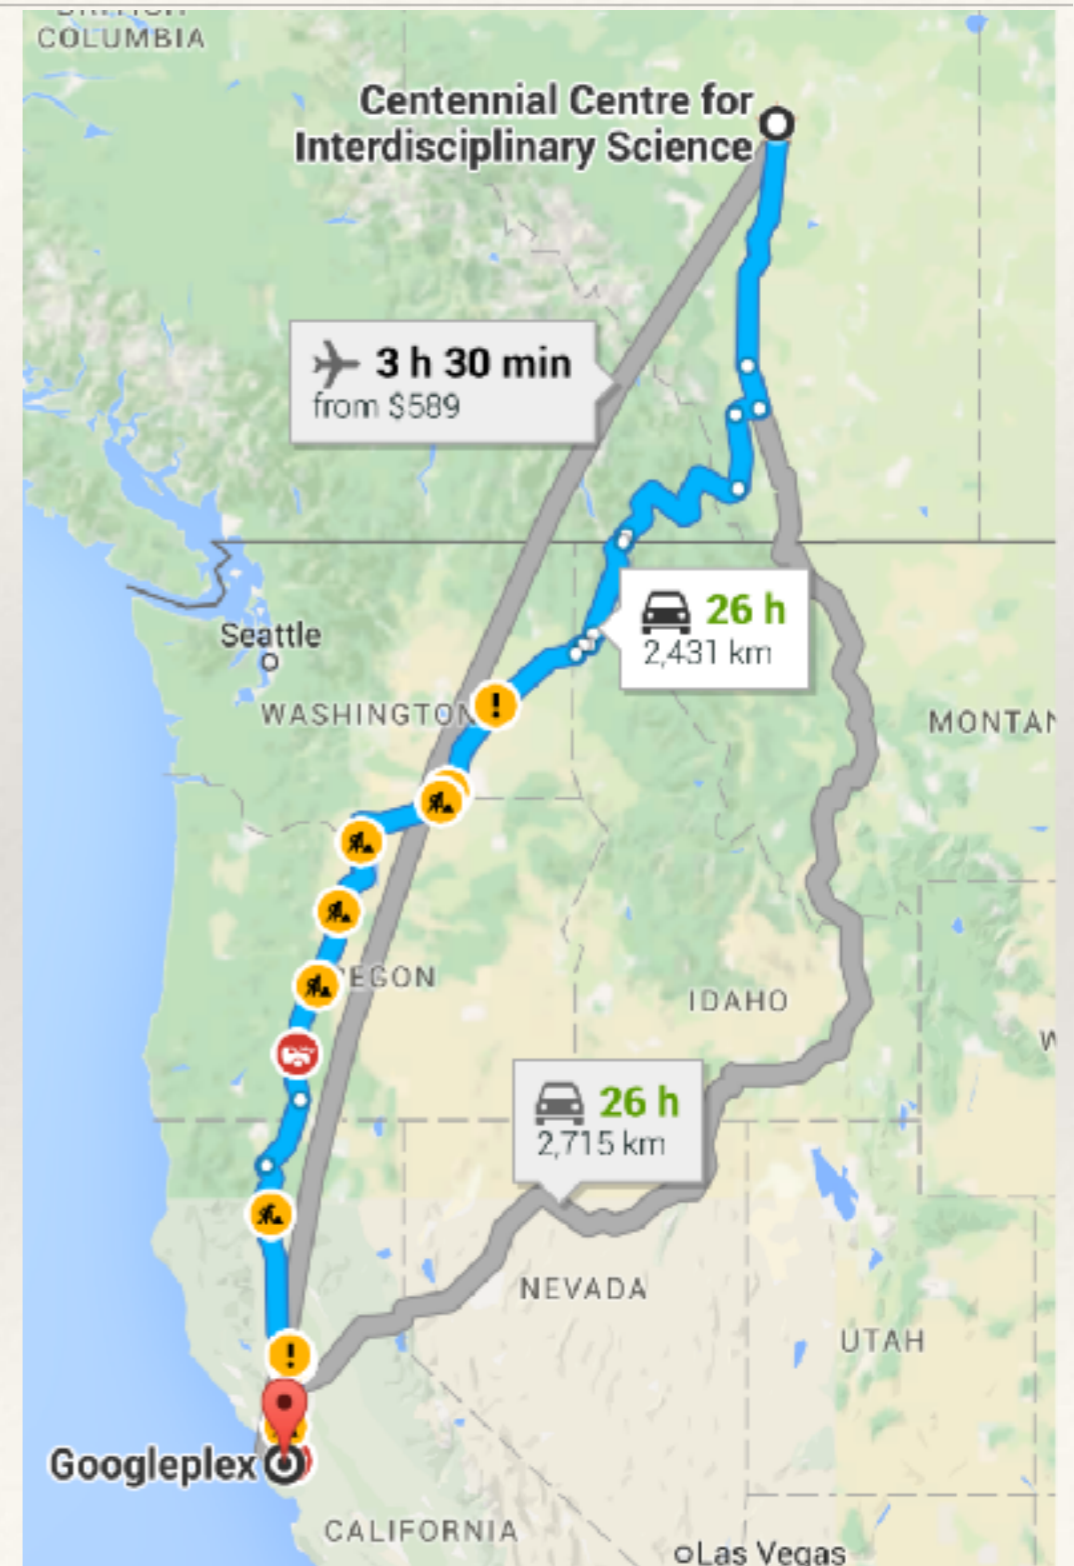 BRITISH
COLUMBIA
Centennial Centre for
Interdisciplinary Science
3 h 30 min
from $589
26 h
2,431 km
Seattle
WASHINGTON
MONTAN
EGON
IDAHO
W
26 h
2,715 km
NEVADA
UTAH
Googleplex
CALIFORNIA
Las Vegas